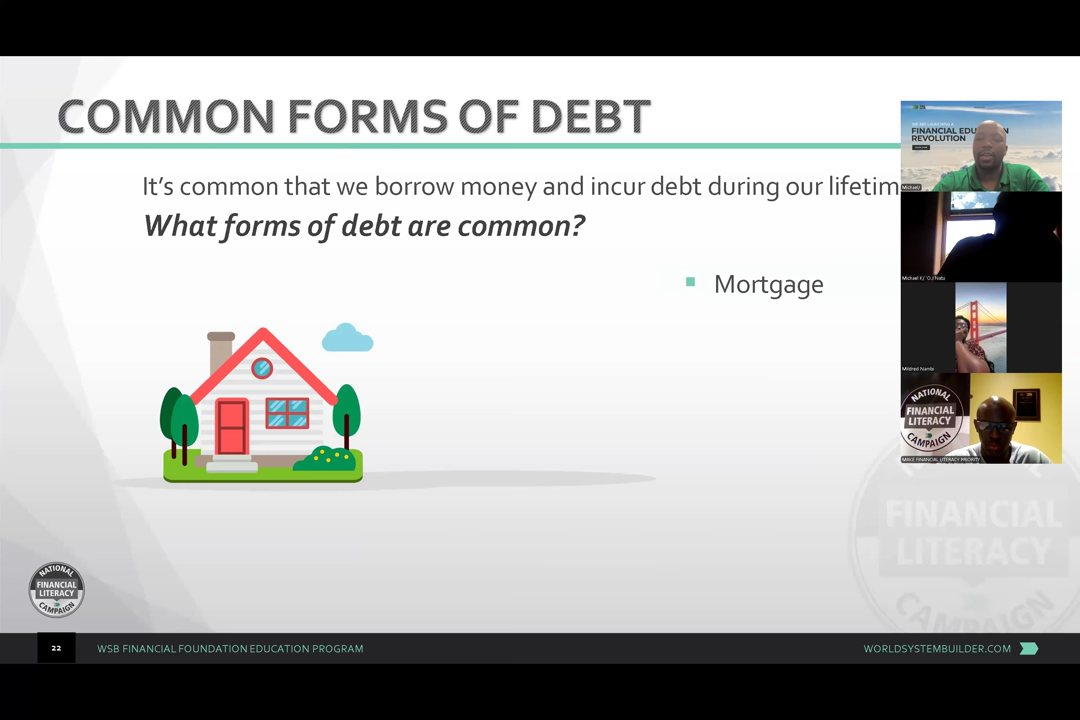 COMMON FORMS OF DEBT
It's common that we borrow money and incur debt during our lifetim
What forms of debt are common?
Mortgage
FINANCIAL EDU N
REVOLUTION
Michael/
Mildred Nambi
NATIONAL
FINANCIAL
LITERACY
CAMPAIGN
MAKE FINANCIAL LITERACY PRIORITY
FINANCIAL
LITERACY
CAMPAIGN
NATIONAL
FINANCIAL
LITERACY
CAMPAIGN
22
WSB FINANCIAL FOUNDATION EDUCATION PROGRAM
WORLDSYSTEMBUILDER.COM